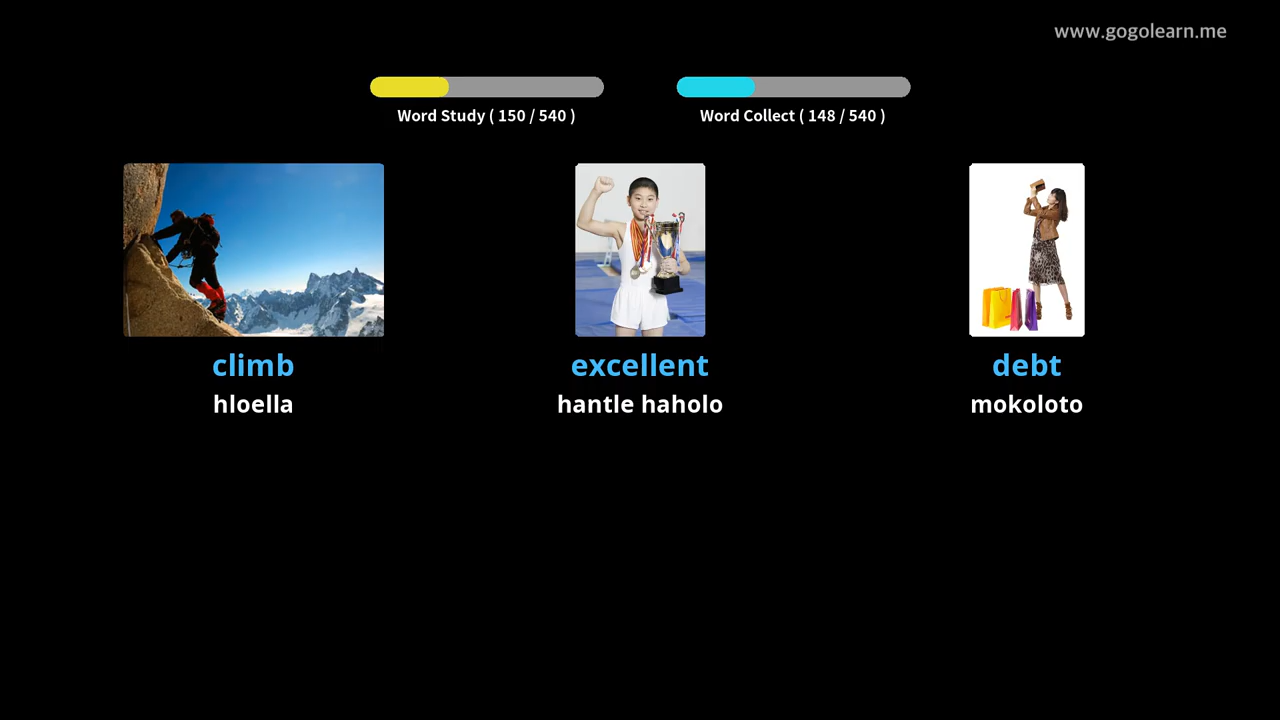 www.gogolearn.me
Word Study ( 150 / 540 )
Word Collect ( 148 / 540 )
climb
hloella
excellent
hantle haholo
debt
mokoloto